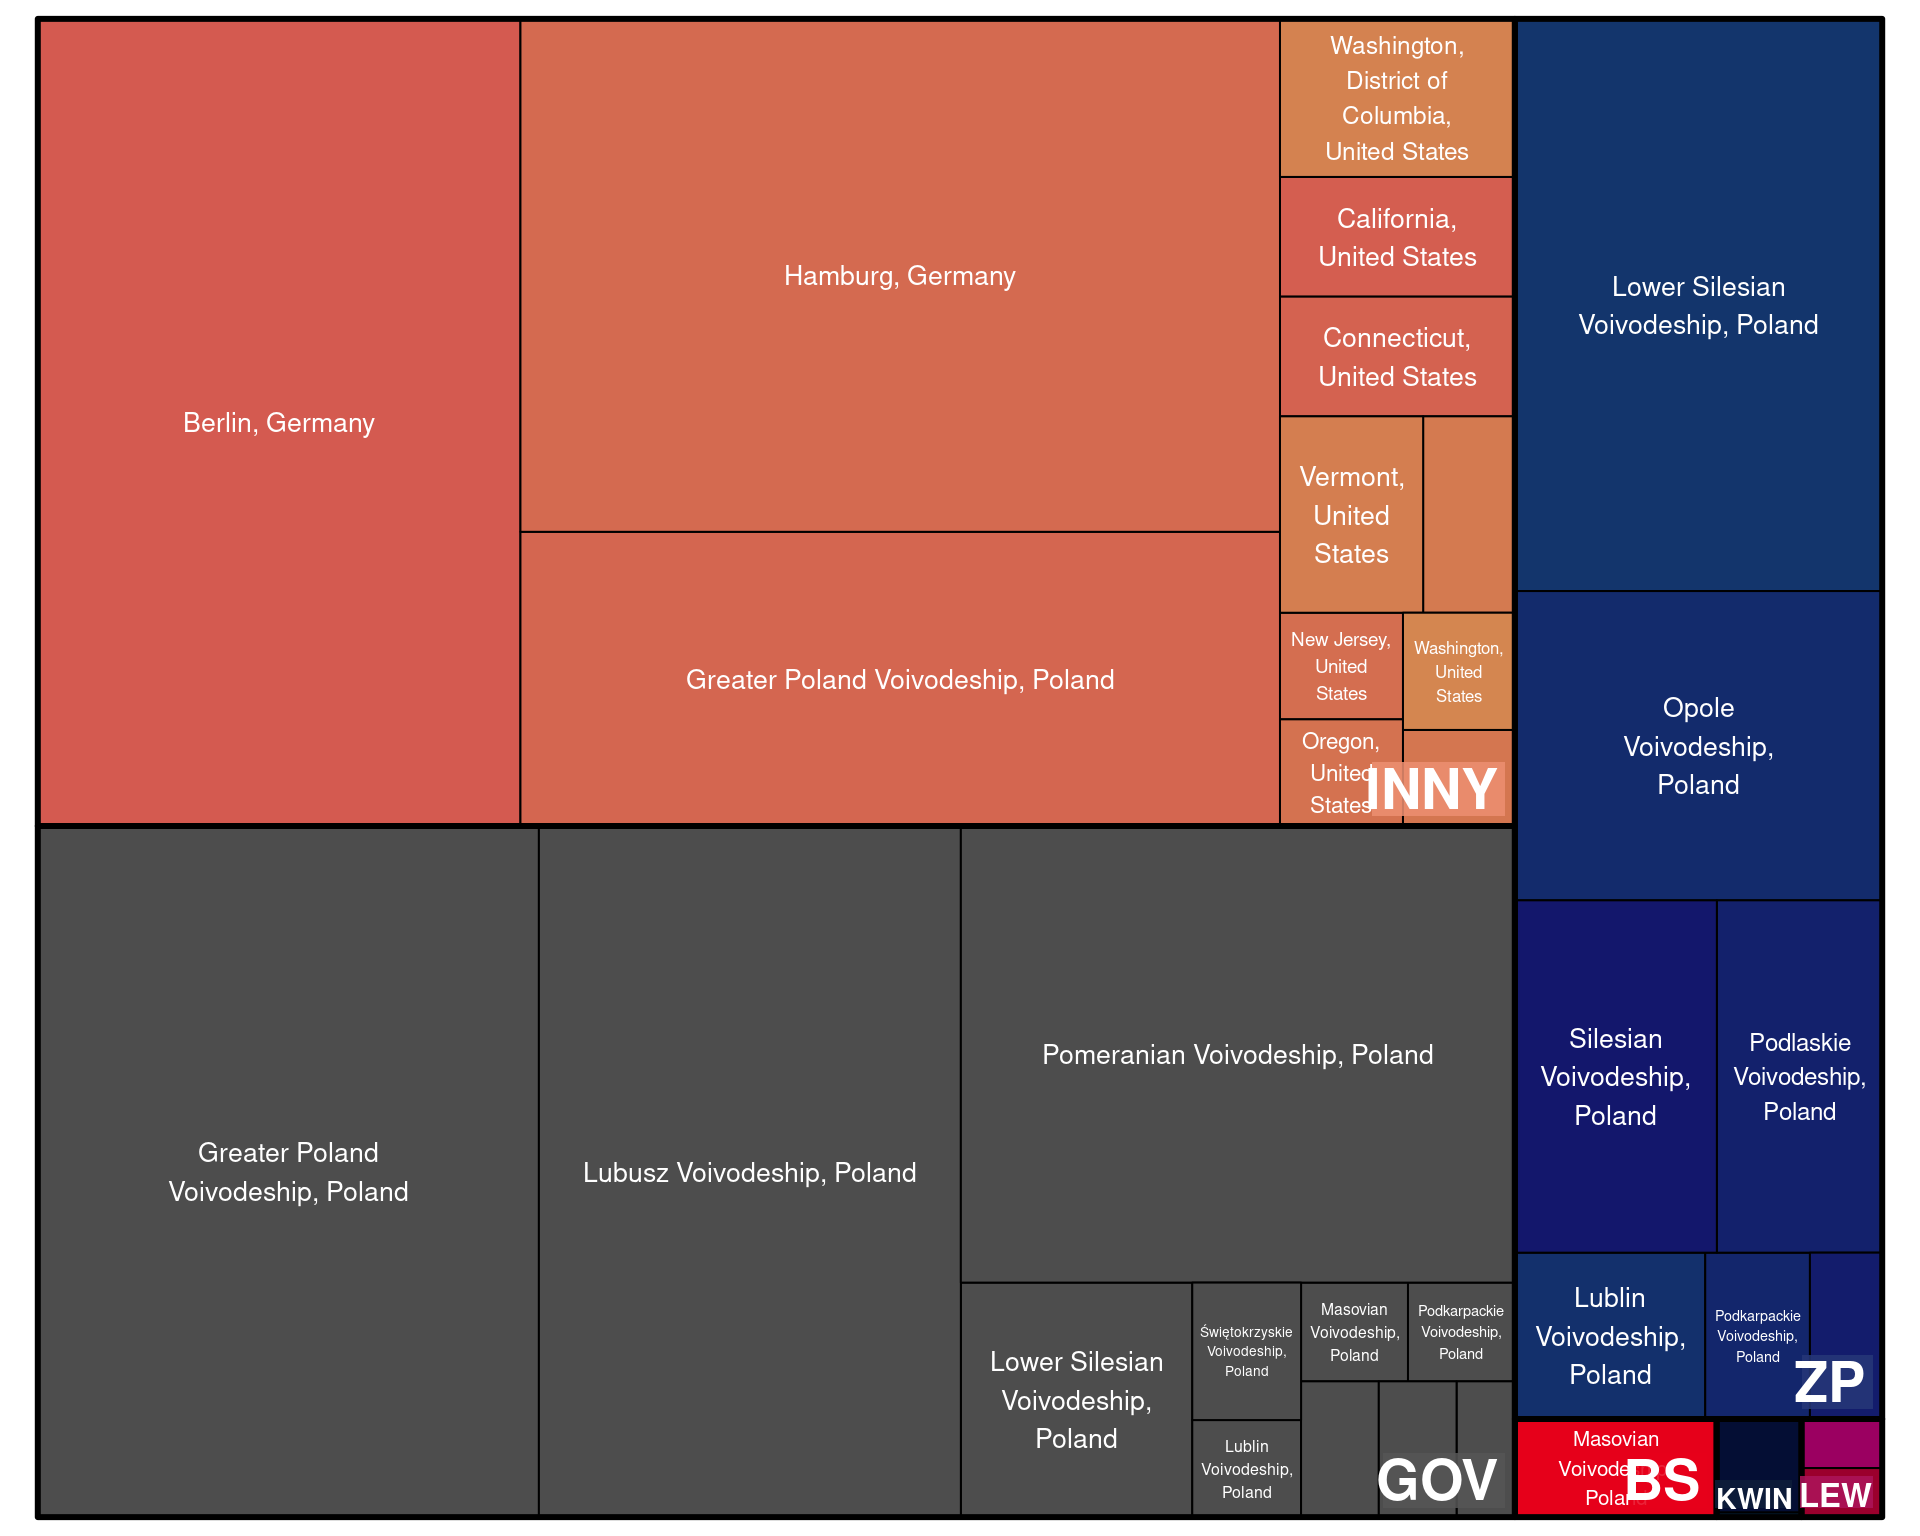 Berlin, Germany
Hamburg, Germany
Greater Poland Voivodeship, Poland
Washington,
District of
Columbia,
United States
California,
United States
Connecticut,
United States
Vermont,
United
States
New Jersey,
United
States
Washington,
United
States
Oregon,
United
States
INNY
Greater Poland
Voivodeship, Poland
Lubusz Voivodeship, Poland
Pomeranian Voivodeship, Poland
Lower Silesian
Voivodeship,
Poland
Świętokrzyskie
Voivodeship,
Poland
Lublin
Voivodeship,
Poland
Masovian
Voivodeship,
Poland
Podkarpackie
Voivodeship,
Poland
GOV
Lower Silesian
Voivodeship, Poland
Opole
Voivodeship,
Poland
Silesian
Voivodeship,
Poland
Podlaskie
Voivodeship,
Poland
Lublin
Voivodeship,
Poland
Podkarpackie
Voivodeship,
Poland
ZP
Masovian
Voivodeship,
Poland
BS
KWIN
LEW